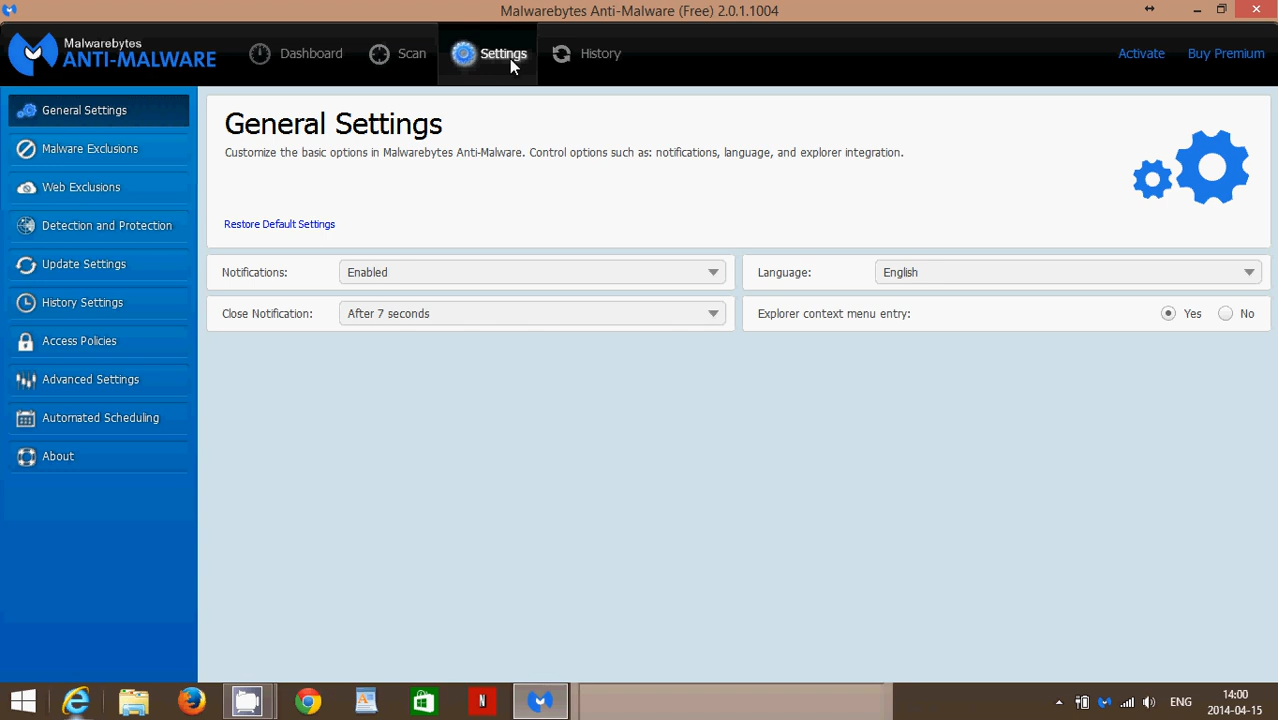 Malwarebytes Anti-Malware (Free) 2.0.1.1004
Malwarebytes
ANTI-MALWARE
Dashboard
Scan
Settings
History
Activate
Buy Premium
General Settings
Malware Exclusions
Web Exclusions
Detection and Protection
Update Settings
History Settings
Access Policies
Advanced Settings
Automated Scheduling
About
General Settings
Customize the basic options in Malwarebytes Anti-Malware. Control options such as: notifications, language, and explorer integration.
Restore Default Settings
Notifications: Enabled
Language: English
Close Notification: After 7 seconds
Explorer context menu entry: Yes No
N
ENG
14:00
2014-04-15